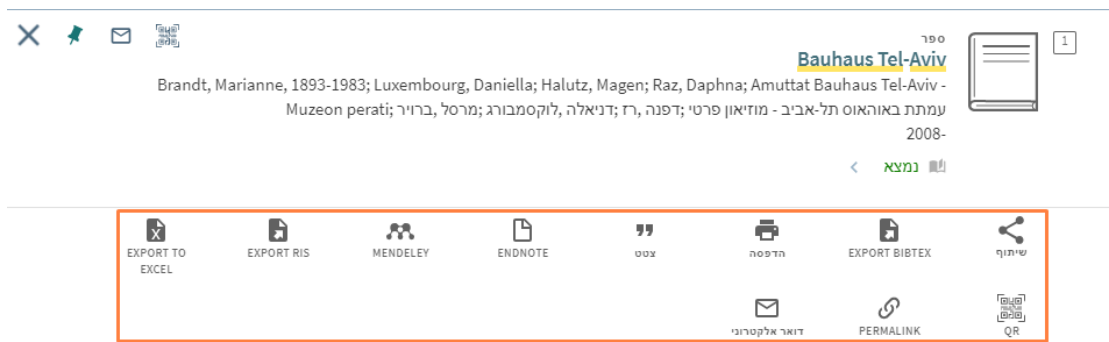 1
ספר
Bauhaus Tel-Aviv
Brandt, Marianne, 1893-1983; Luxembourg, Daniella; Halutz, Magen; Raz, Daphna; Amuttat Bauhaus Tel-Aviv -
Muzeon perati; עמתת באוהאוס תל-אביב - מוזיאון פרטי; דפנה ,רז; דניאלה ,לוקסמבורג; מרסל ,ברויר
2008-
נמצא
שיתוף
EXPORT BIBTEX
הדפסה
צטט
ENDNOTE
MENDELEY
EXPORT RIS
EXPORT TO
EXCEL
QR
PERMALINK
דואר אלקטרוני